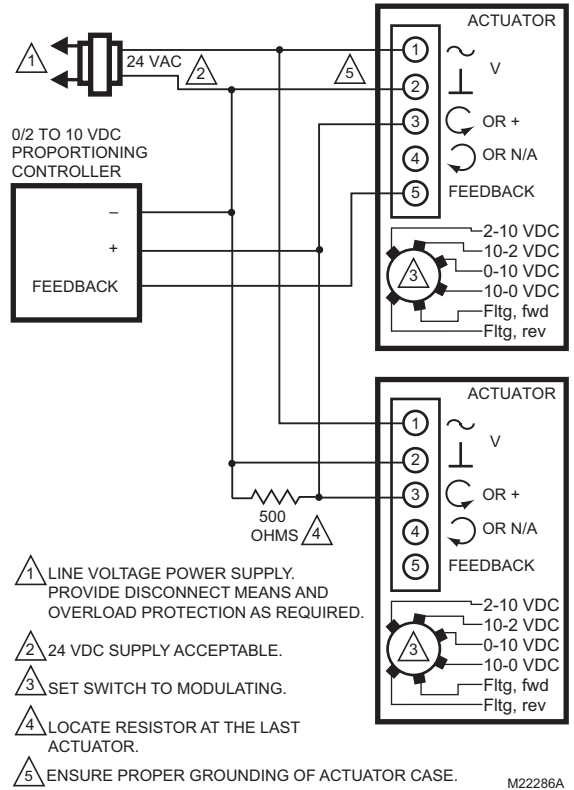 ACTUATOR
1
24 VAC
2
5
1
V
2
0/2 TO 10 VDC
PROPORTIONING
CONTROLLER
3
OR +
4
OR N/A
–
5
FEEDBACK
+
FEEDBACK
2-10 VDC
10-2 VDC
3
0-10 VDC
10-0 VDC
Fltg, fwd
Fltg, rev
ACTUATOR
1
V
2
3
OR +
500
OHMS
4
4
OR N/A
5
FEEDBACK
2-10 VDC
10-2 VDC
3
0-10 VDC
10-0 VDC
Fltg, fwd
Fltg, rev
1 LINE VOLTAGE POWER SUPPLY.
PROVIDE DISCONNECT MEANS AND
OVERLOAD PROTECTION AS REQUIRED.
2 24 VDC SUPPLY ACCEPTABLE.
3 SET SWITCH TO MODULATING.
4 LOCATE RESISTOR AT THE LAST
ACTUATOR.
5 ENSURE PROPER GROUNDING OF ACTUATOR CASE.
M22286A